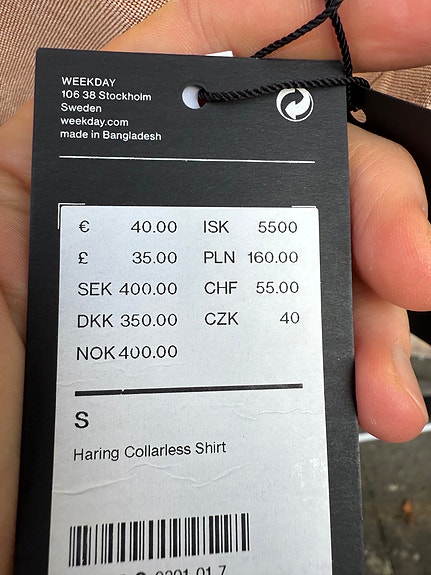 WEEKDAY
106 38 Stockholm
Sweden
weekday.com
made in Bangladesh
€ 40.00 ISK 5500
£ 35.00 PLN 160.00
SEK 400.00 CHF 55.00
DKK 350.00 CZK 40
NOK 400.00
S
Haring Collarless Shirt